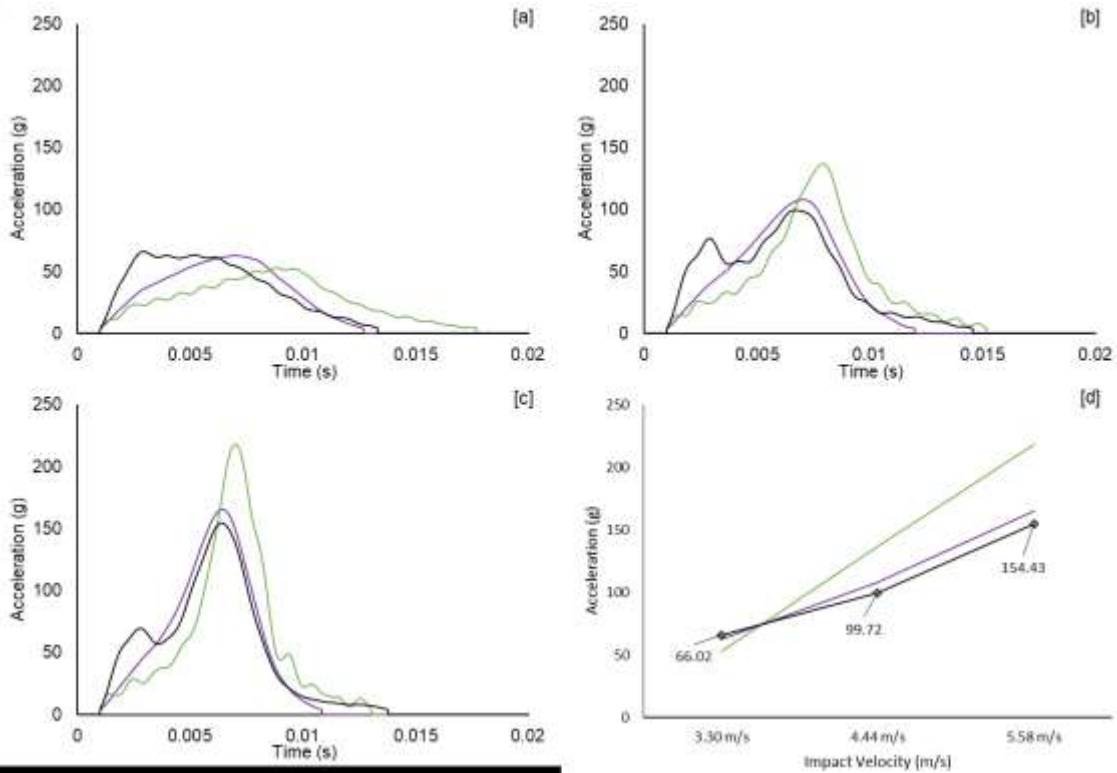 [a]
250
200
150
100
50
0
Acceleration (g)
0 0.005 0.01 0.015 0.02
Time (s)
[b]
250
200
150
100
50
0
Acceleration (g)
0 0.005 0.01 0.015 0.02
Time (s)
[c]
250
200
150
100
50
0
Acceleration (g)
0 0.005 0.01 0.015 0.02
Time (s)
[d]
250
200
150
100
50
0
Acceleration (g)
154.43
99.72
66.02
3.30 m/s 4.44 m/s 5.58 m/s
Impact Velocity (m/s)